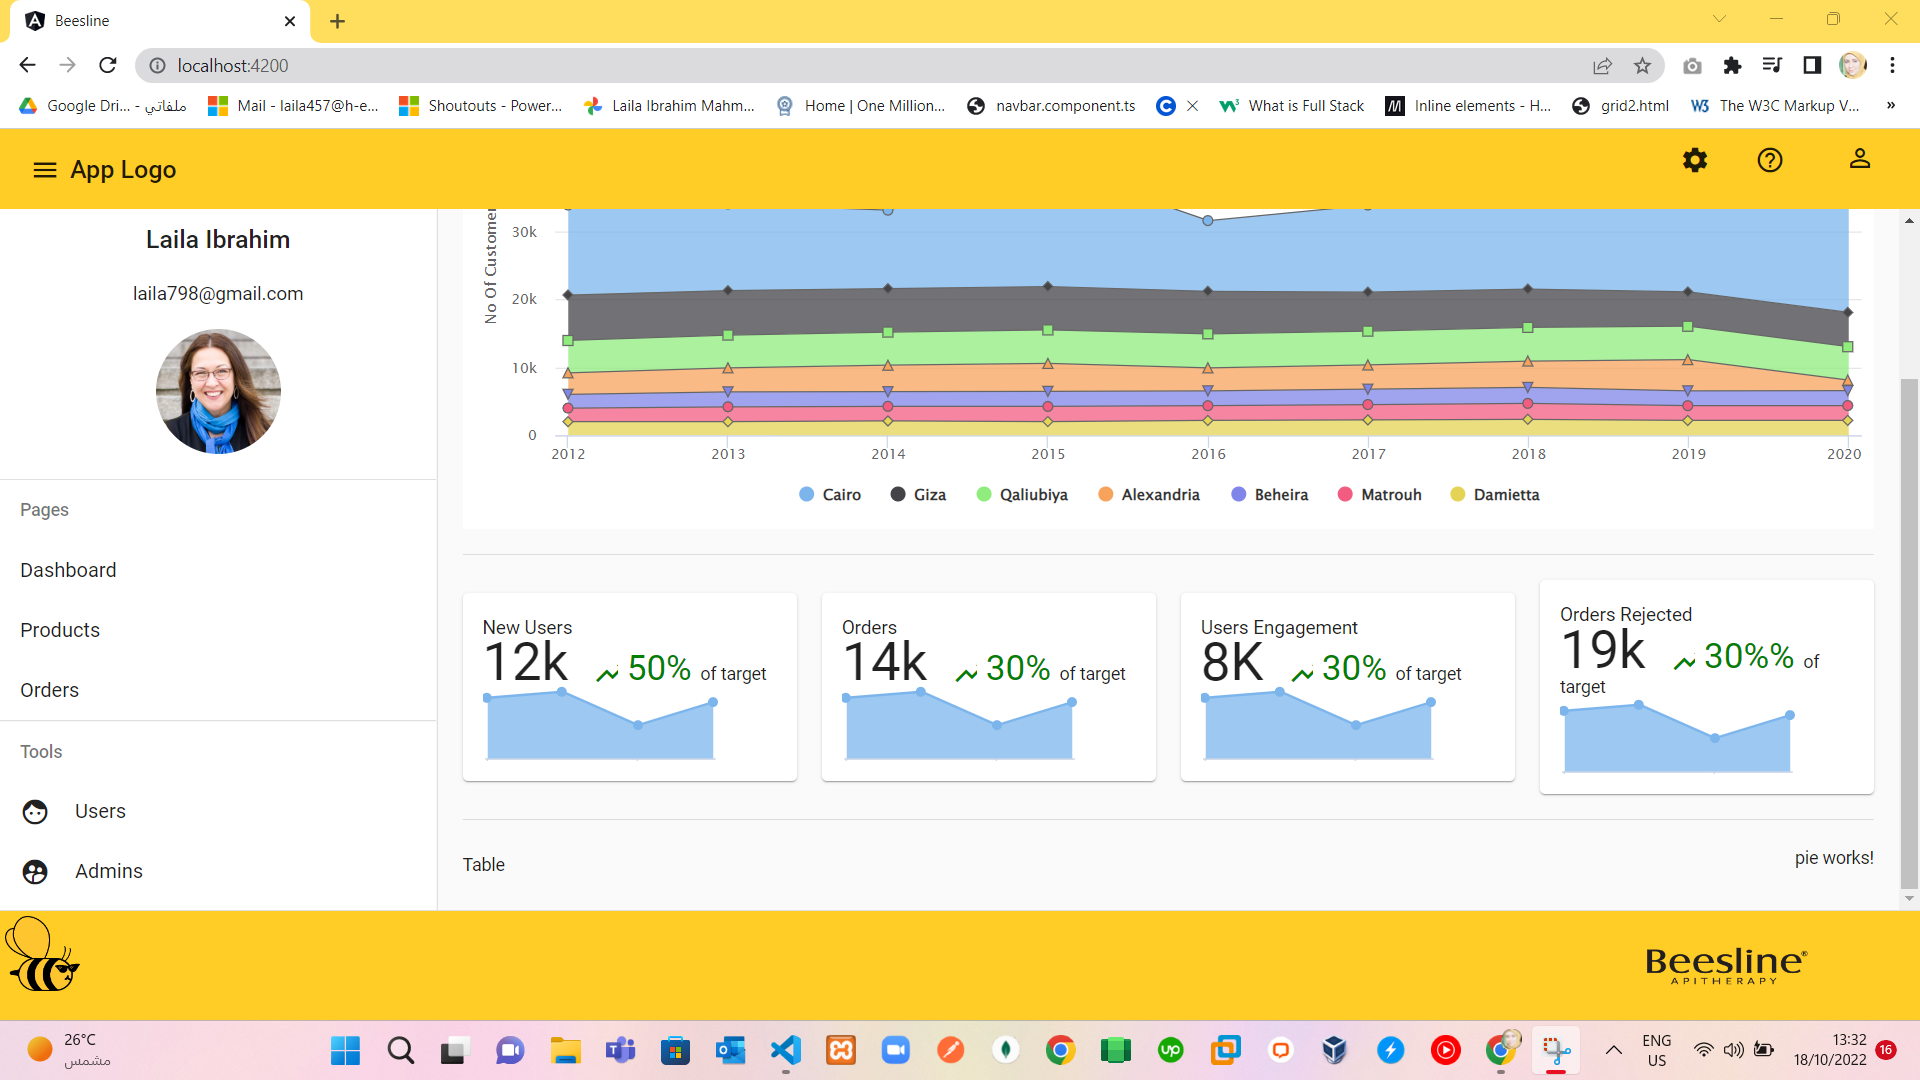 Beesline
localhost:4200
Google Dri... - ملفاتي
Mail - laila457@h-e...
Shoutouts - Power...
Laila Ibrahim Mahm...
Home | One Million...
navbar.component.ts
What is Full Stack
Inline elements - H...
grid2.html
The W3C Markup V...
App Logo
Laila Ibrahim
laila798@gmail.com
Pages
Dashboard
Products
Orders
Tools
Users
Admins
No Of Customer
30k
20k
10k
0
2012 2013 2014 2015 2016 2017 2018 2019 2020
Cairo Giza Qaliubiya Alexandria Beheira Matrouh Damietta
New Users
12k 50% of target
Orders
14k 30% of target
Users Engagement
8K 30% of target
Orders Rejected
19k 30%% of
target
Table
pie works!
Beesline®
APITHERAPY
26°C
مشمس
ENG
US
13:32
18/10/2022
16